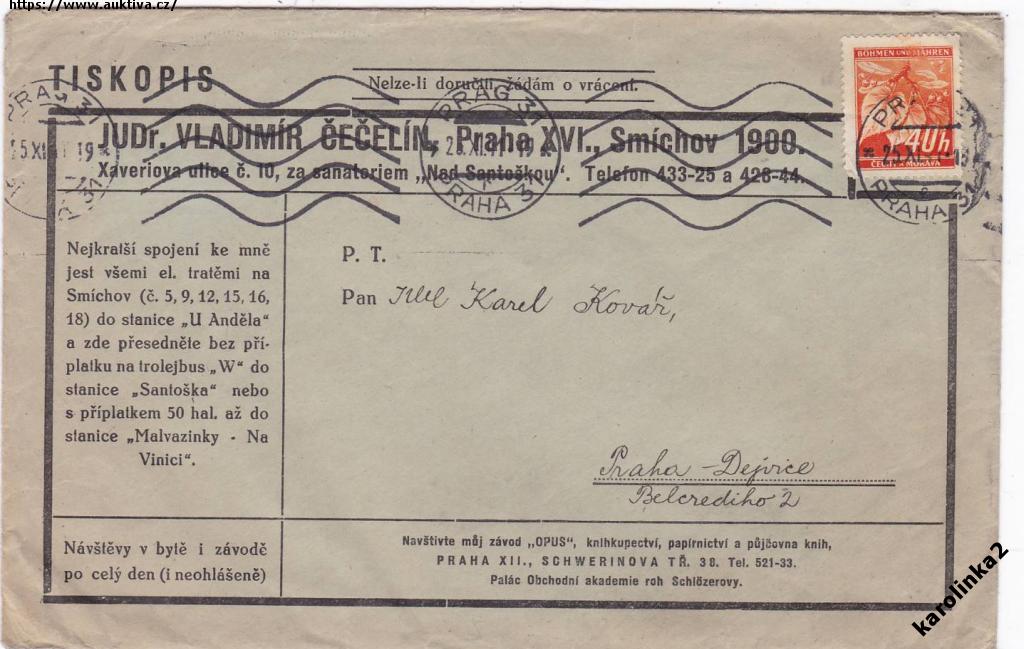 https://www.auktiva.cz/
TISKOPIS
Nelze-li doručiti, žádám o vrácení.
BÖHMEN UND MÄHREN
40h
ČECHY A MORAVA
PRAG 31
25 XI 41 19
PRAHA 31
JUDr. VLADIMÍR ČEČELÍN, Praha XVI., Smíchov 1900.
Xaveriova ulice č. 10, za sanatoriem „Nad Santoškou“. Telefon 433-25 a 428-44.
Nejkratší spojení ke mně
jest všemi el. tratěmi na
Smíchov (č. 5, 9, 12, 15, 16,
18) do stanice „U Anděla“
a zde přesedněte bez pří-
platku na trolejbus „W“ do
stanice „Santoška“ nebo
s příplatkem 50 hal. až do
stanice „Malvazinky - Na
Vinici“.
P. T.
Pan Karel Kovář,
Praha - Dejvice
Belcrediho 2
Návštěvy v bytě i závodě
po celý den (i neohlášeně)
Navštivte můj závod „OPUS“, knihkupectví, papírnictví a půjčovna knih,
PRAHA XII., SCHWERINOVA TŘ. 38. Tel. 521-33.
Palác Obchodní akademie roh Schlözerovy.
karolinka2